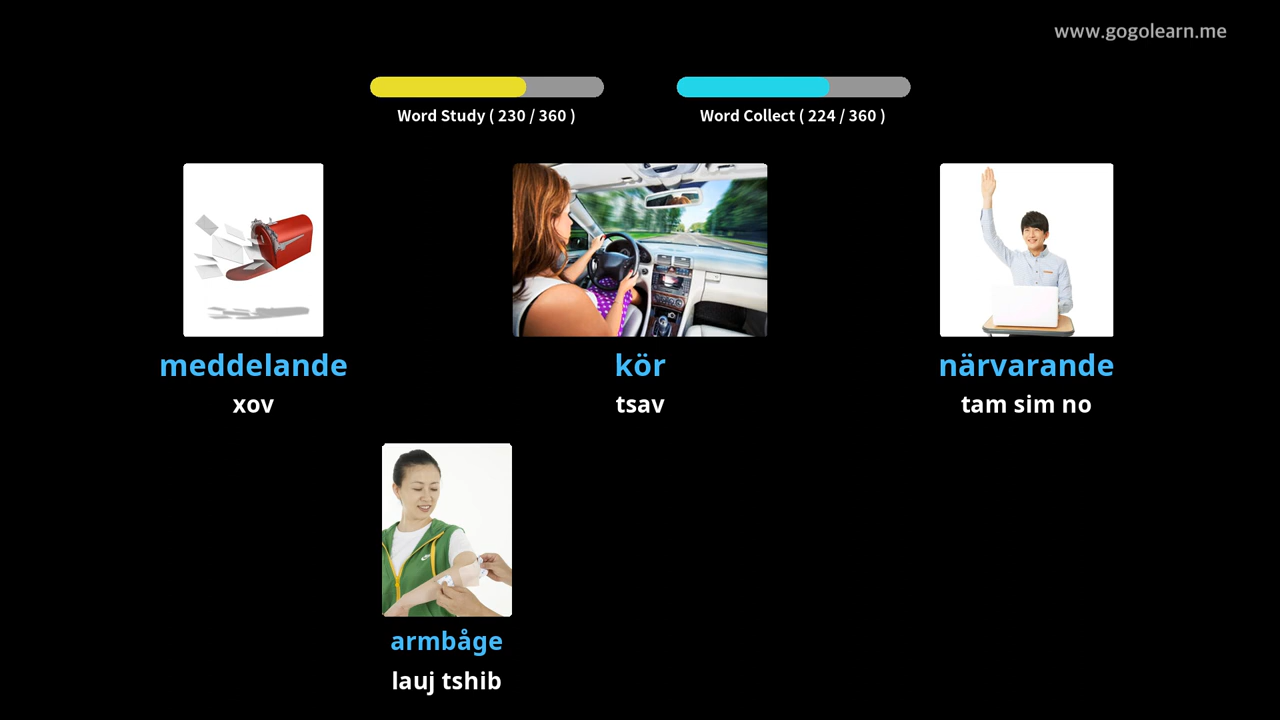 www.gogolearn.me
Word Study ( 230 / 360 )
Word Collect ( 224 / 360 )
meddelande
kör
närvarande
xov
tsav
tam sim no
armbåge
lauj tshib